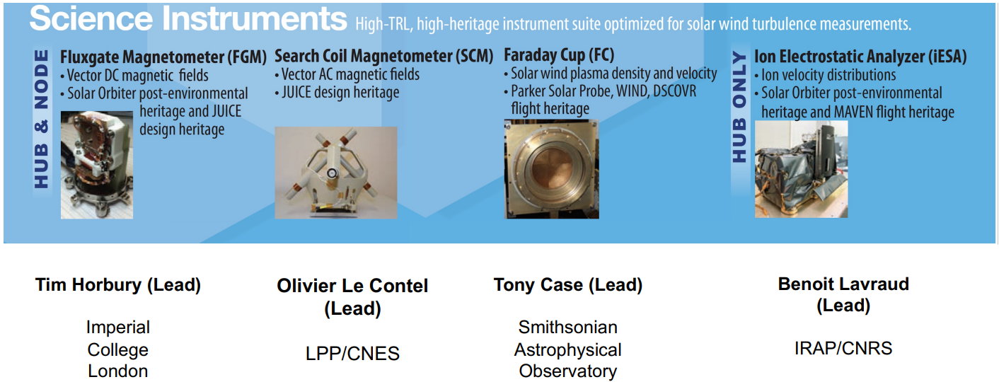 Science Instruments High-TRL, high-heritage instrument suite optimized for solar wind turbulence measurements.
HUB & NODE
Fluxgate Magnetometer (FGM)
• Vector DC magnetic fields
• Solar Orbiter post-environmental
heritage and JUICE
design heritage
Search Coil Magnetometer (SCM)
• Vector AC magnetic fields
• JUICE design heritage
Faraday Cup (FC)
• Solar wind plasma density and velocity
• Parker Solar Probe, WIND, DSCOVR
flight heritage
HUB ONLY
Ion Electrostatic Analyzer (iESA)
• Ion velocity distributions
• Solar Orbiter post-environmental
heritage and MAVEN flight heritage
Tim Horbury (Lead)
Imperial
College
London
Olivier Le Contel
(Lead)
LPP/CNES
Tony Case (Lead)
Smithsonian
Astrophysical
Observatory
Benoit Lavraud
(Lead)
IRAP/CNRS